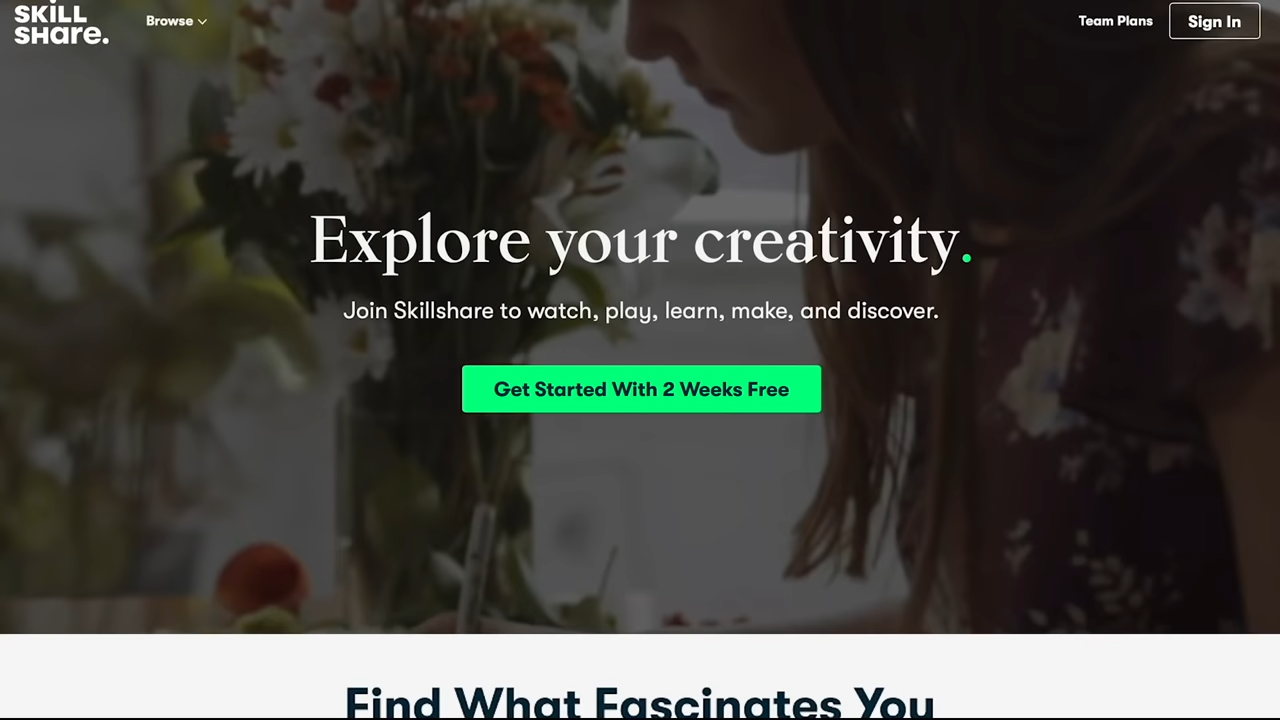 SKiLL
SHare.
Browse
Team Plans
Sign In
Explore your creativity.
Join Skillshare to watch, play, learn, make, and discover.
Get Started With 2 Weeks Free
Find What Fascinates You